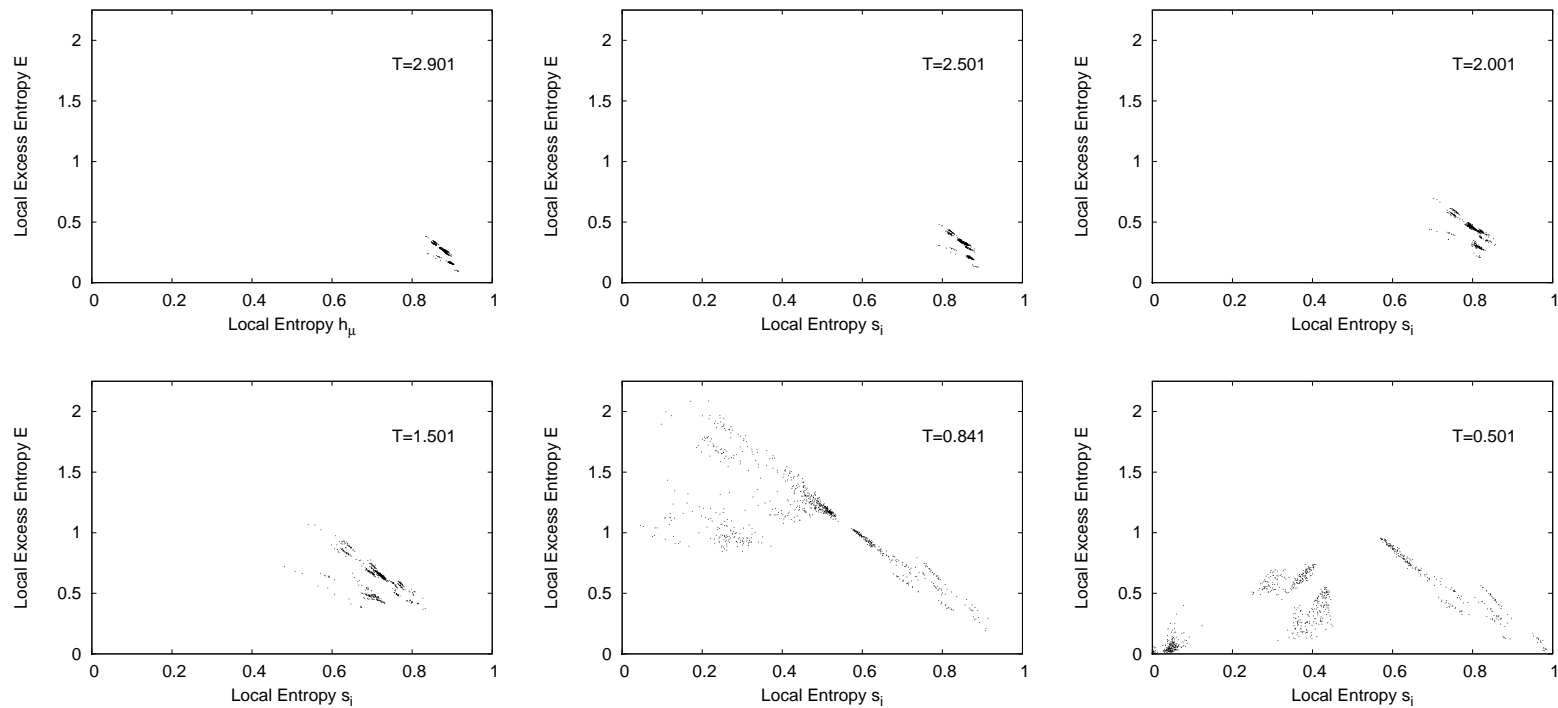 2
1.5
1
0.5
0
Local Excess Entropy E
T=2.901
0 0.2 0.4 0.6 0.8 1
Local Entropy hμ
2
1.5
1
0.5
0
Local Excess Entropy E
T=2.501
0 0.2 0.4 0.6 0.8 1
Local Entropy si
2
1.5
1
0.5
0
Local Excess Entropy E
T=2.001
0 0.2 0.4 0.6 0.8 1
Local Entropy si
2
1.5
1
0.5
0
Local Excess Entropy E
T=1.501
0 0.2 0.4 0.6 0.8 1
Local Entropy si
2
1.5
1
0.5
0
Local Excess Entropy E
T=0.841
0 0.2 0.4 0.6 0.8 1
Local Entropy si
2
1.5
1
0.5
0
Local Excess Entropy E
T=0.501
0 0.2 0.4 0.6 0.8 1
Local Entropy si